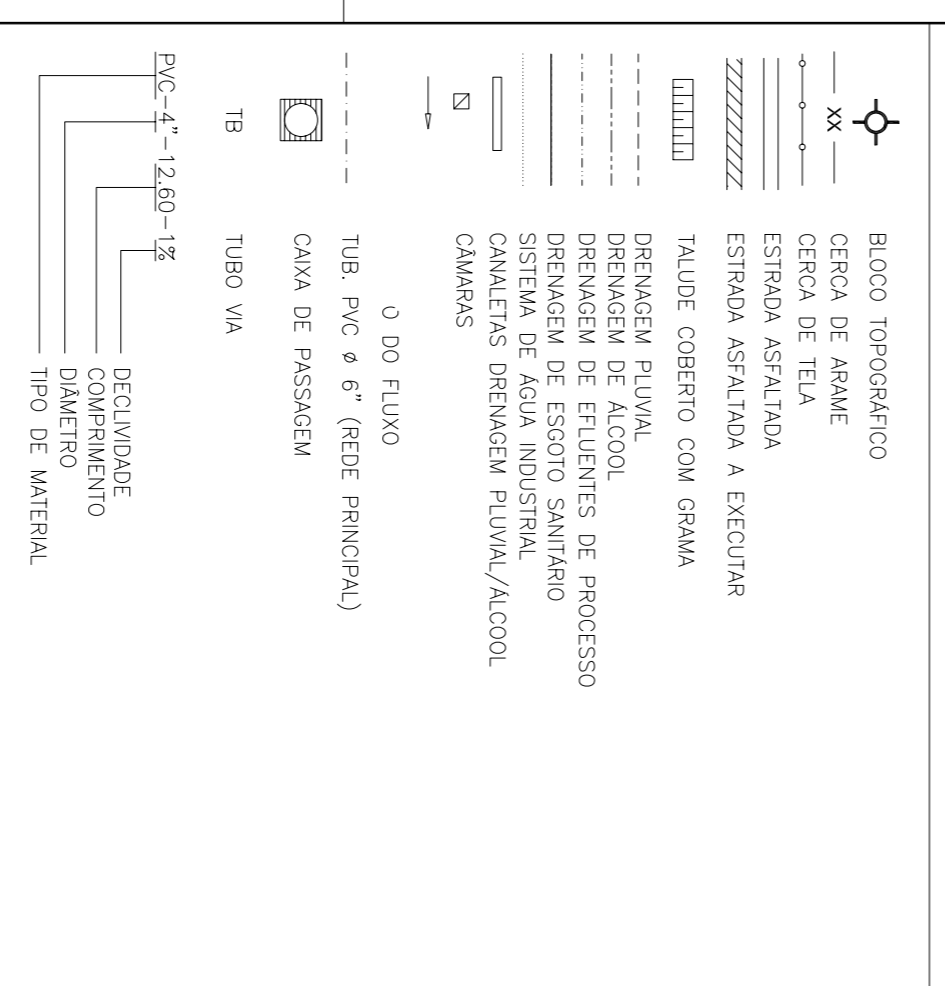 BLOCO TOPOGRÁFICO
XX CERCA DE ARAME
CERCA DE TELA
ESTRADA ASFALTADA
ESTRADA ASFALTADA A EXECUTAR
TALUDE COBERTO COM GRAMA
DRENAGEM PLUVIAL
DRENAGEM DE ÁLCOOL
DRENAGEM DE EFLUENTES DE PROCESSO
DRENAGEM DE ESGOTO SANITÁRIO
SISTEMA DE ÁGUA INDUSTRIAL
CANALETAS DRENAGEM PLUVIAL/ÁLCOOL
CÂMARAS
O DO FLUXO
TUB. PVC ø 6" (REDE PRINCIPAL)
CAIXA DE PASSAGEM
TB TUBO VIA
PVC-4"-12.60-1%
DECLIVIDADE
COMPRIMENTO
DIÂMETRO
TIPO DE MATERIAL